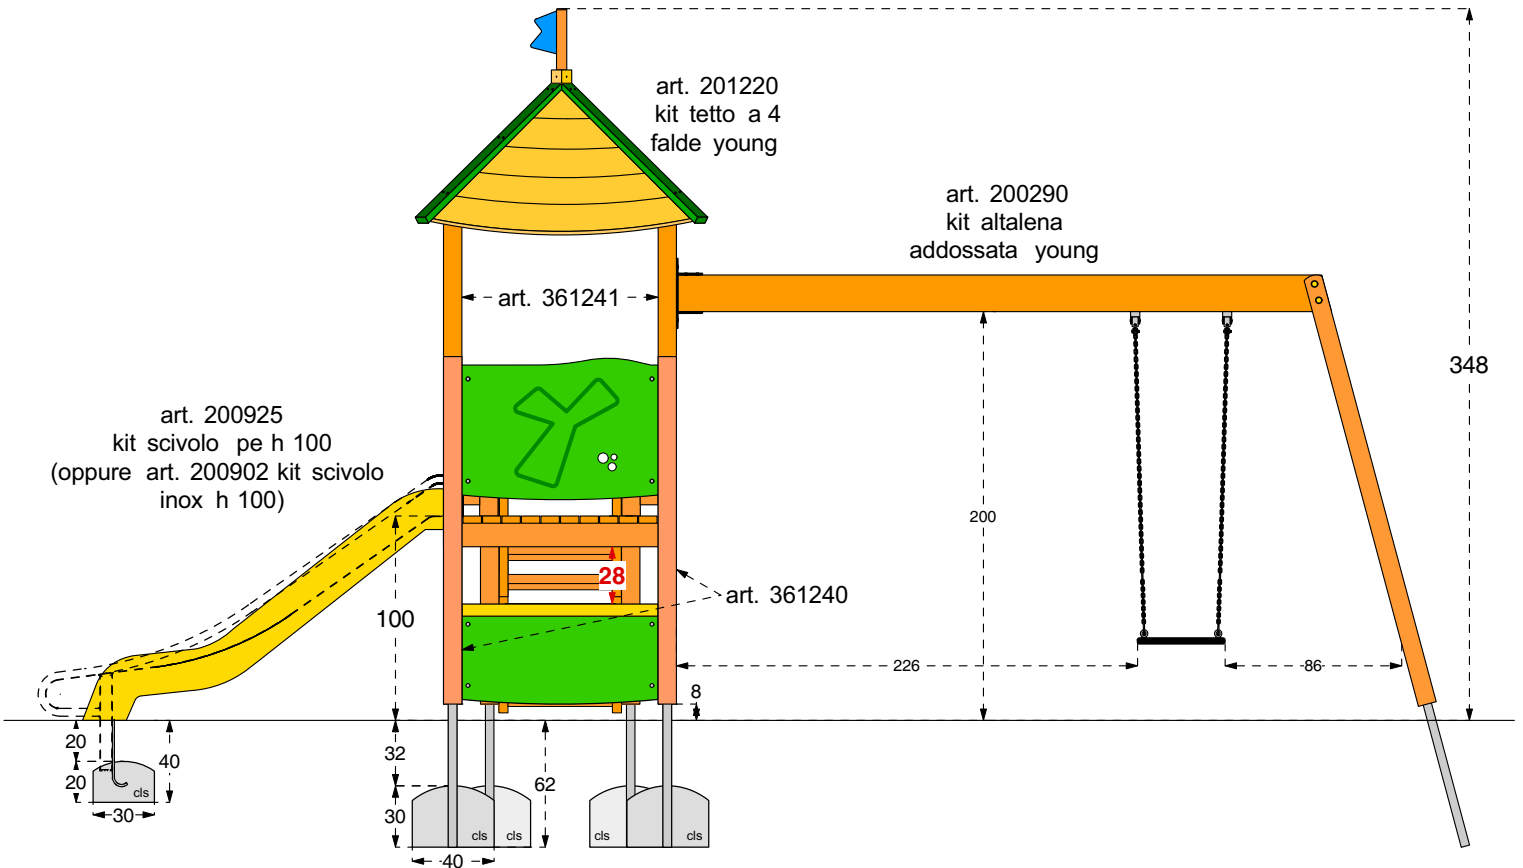 art. 201220
kit tetto a 4
falde young
art. 200290
kit altalena
addossata young
art. 361241
348
art. 200925
kit scivolo pe h 100
(oppure art. 200902 kit scivolo
inox h 100)
200
28
art. 361240
100
226
86
8
20
40
32
20
62
cls
30
30
cls
cls
cls
cls
40